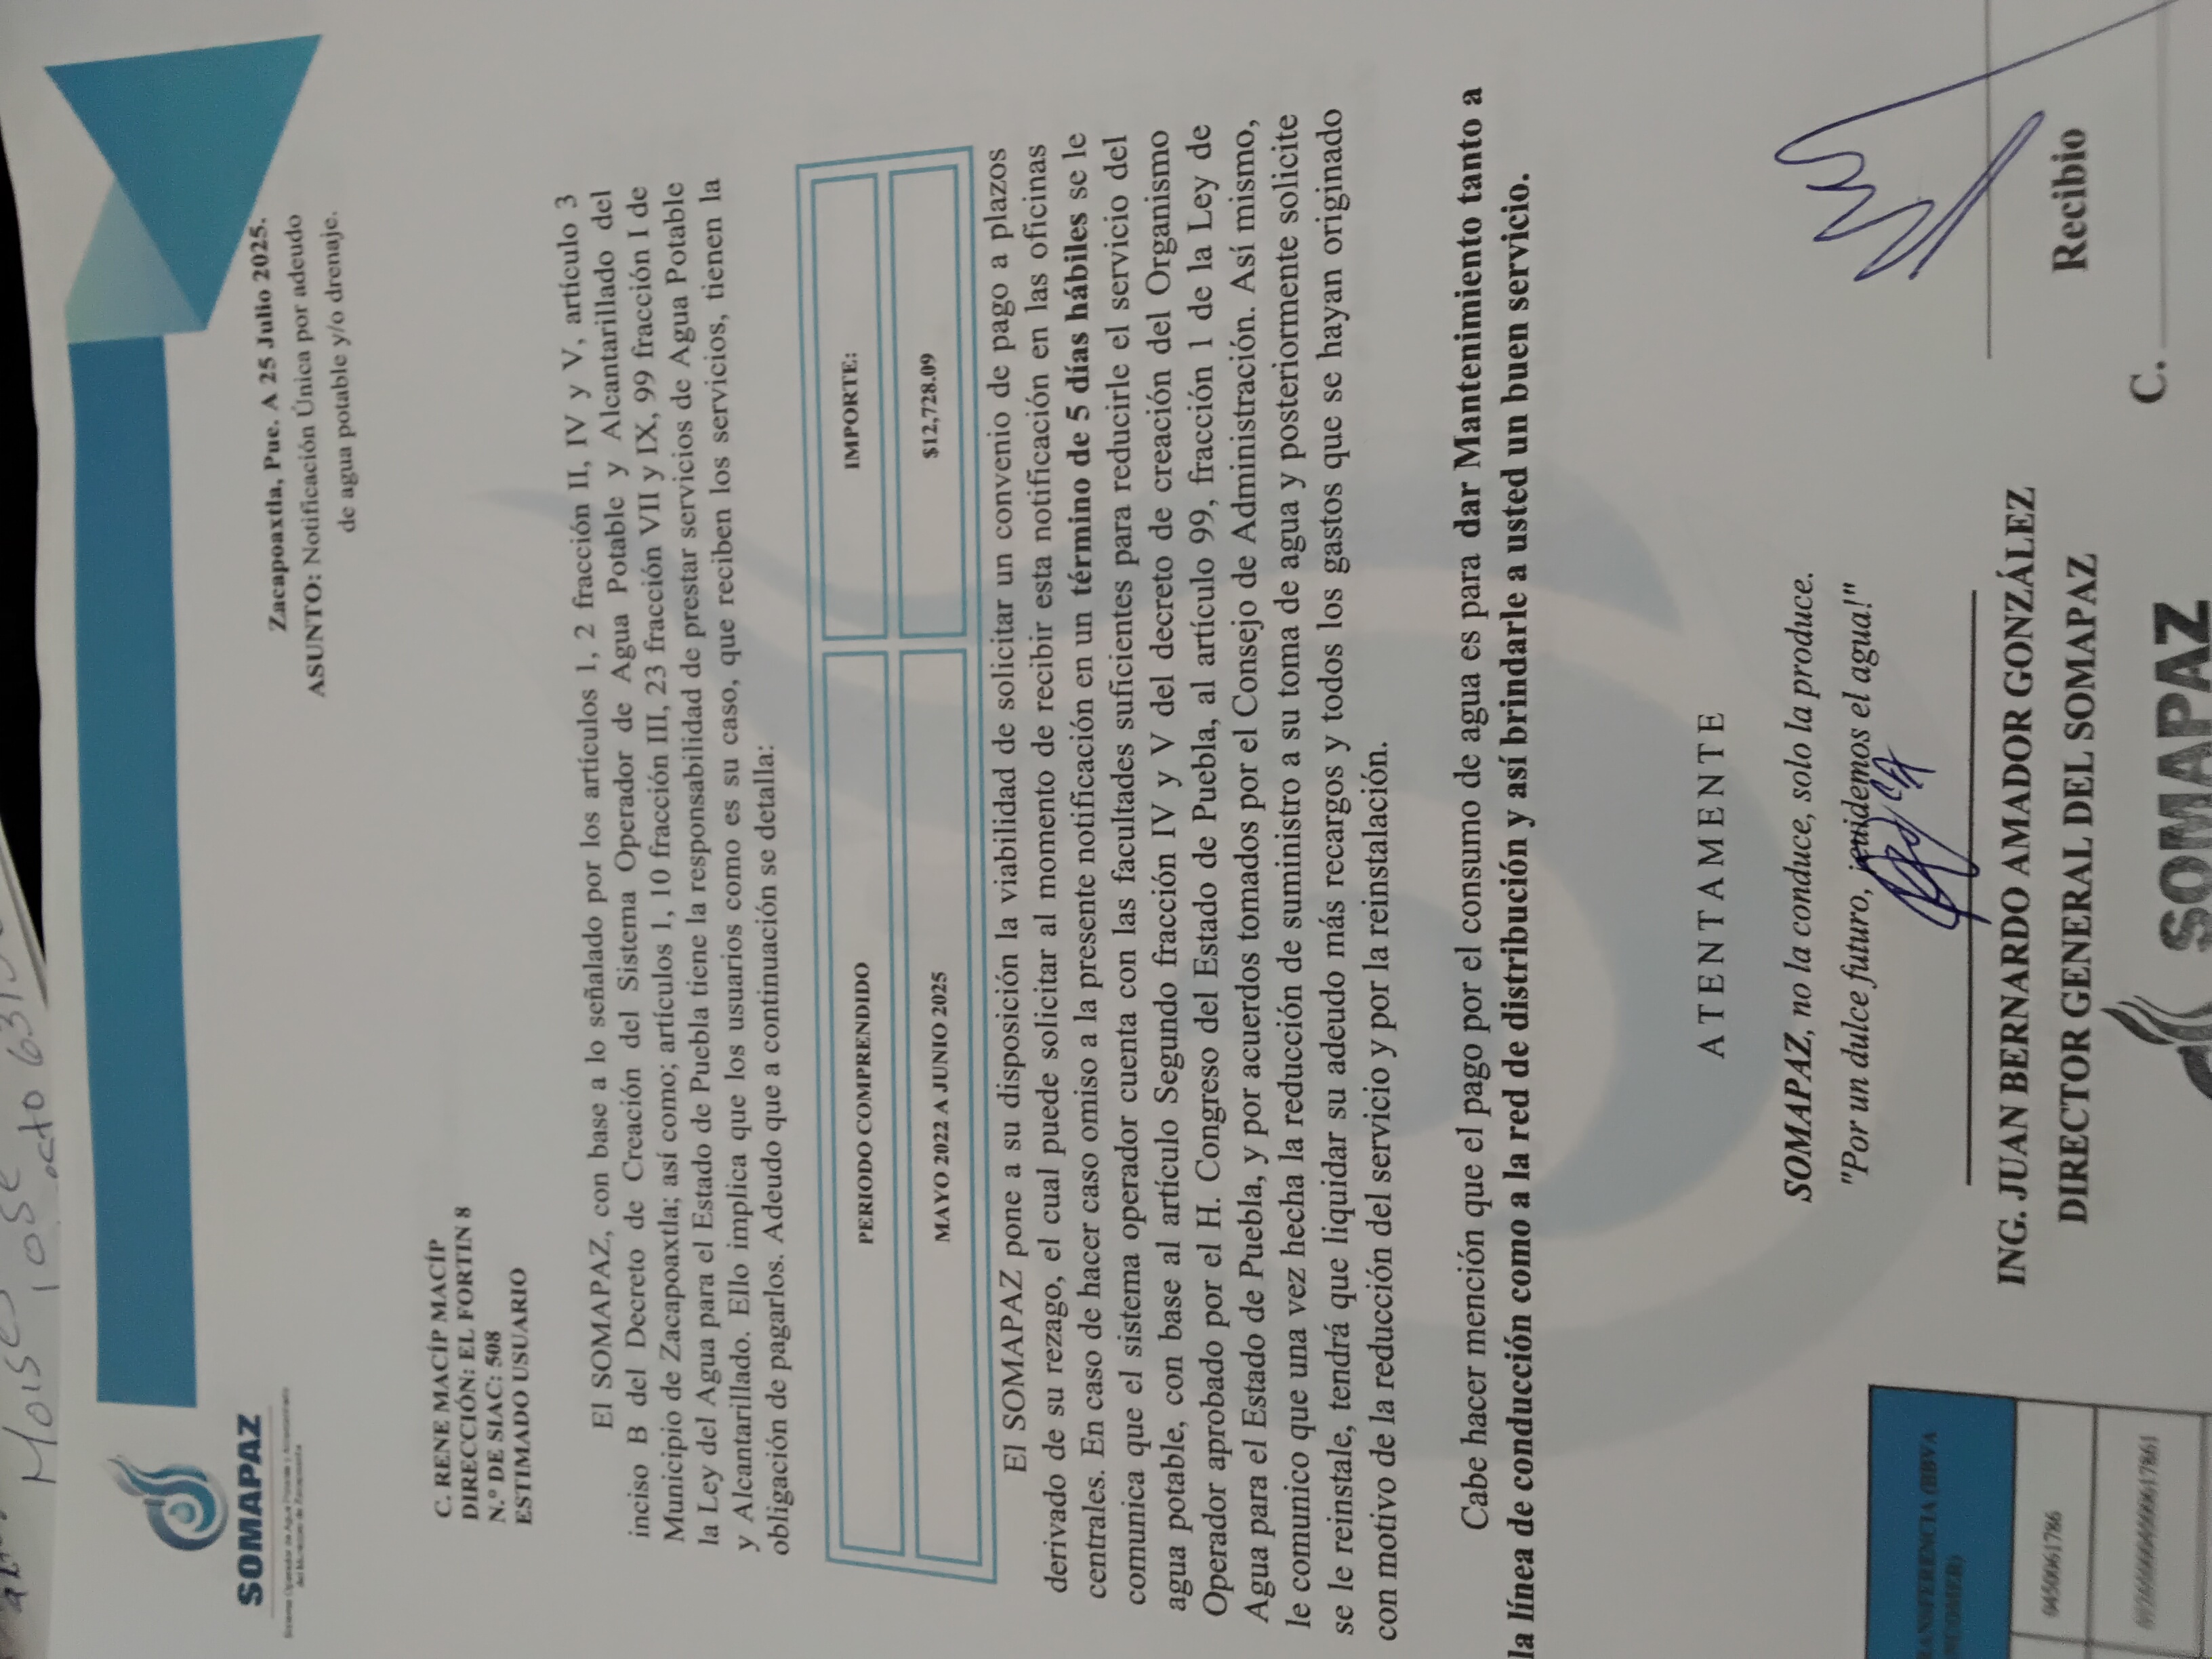 Moises Jose
SOMAPAZ
Sistema Operador de Agua Potable y Alcantarillado
del Municipio de Zacapoaxtla
Zacapoaxtla, Pue. A 25 Julio 2025.
ASUNTO: Notificación Única por adeudo
de agua potable y/o drenaje.
C. RENE MACÍP MACÍP
DIRECCIÓN: EL FORTIN 8
N.º DE SIAC: 508
ESTIMADO USUARIO
El SOMAPAZ, con base a lo señalado por los artículos 1, 2 fracción II, IV y V, artículo 3
inciso B del Decreto de Creación del Sistema Operador de Agua Potable y Alcantarillado del
Municipio de Zacapoaxtla; así como; artículos 1, 10 fracción III, 23 fracción VII y IX, 99 fracción I de
la Ley del Agua para el Estado de Puebla tiene la responsabilidad de prestar servicios de Agua Potable
y Alcantarillado. Ello implica que los usuarios como es su caso, que reciben los servicios, tienen la
obligación de pagarlos. Adeudo que a continuación se detalla:
PERIODO COMPRENDIDO IMPORTE:
MAYO 2022 A JUNIO 2025 $12,728.09
El SOMAPAZ pone a su disposición la viabilidad de solicitar un convenio de pago a plazos
derivado de su rezago, el cual puede solicitar al momento de recibir esta notificación en las oficinas
centrales. En caso de hacer caso omiso a la presente notificación en un término de 5 días hábiles se le
comunica que el sistema operador cuenta con las facultades suficientes para reducirle el servicio del
agua potable, con base al artículo Segundo fracción IV y V del decreto de creación del Organismo
Operador aprobado por el H. Congreso del Estado de Puebla, al artículo 99, fracción 1 de la Ley de
Agua para el Estado de Puebla, y por acuerdos tomados por el Consejo de Administración. Así mismo,
le comunico que una vez hecha la reducción de suministro a su toma de agua y posteriormente solicite
se le reinstale, tendrá que liquidar su adeudo más recargos y todos los gastos que se hayan originado
con motivo de la reducción del servicio y por la reinstalación.
Cabe hacer mención que el pago por el consumo de agua es para dar Mantenimiento tanto a
la línea de conducción como a la red de distribución y así brindarle a usted un buen servicio.
ATENTAMENTE
SOMAPAZ, no la conduce, solo la produce.
"Por un dulce futuro, ¡cuidemos el agua!"
RANSFERENCIA (BBVA
NCOMER)
0450061786
ING. JUAN BERNARDO AMADOR GONZÁLEZ
DIRECTOR GENERAL DEL SOMAPAZ
Recibio
C.
SOMAPAZ